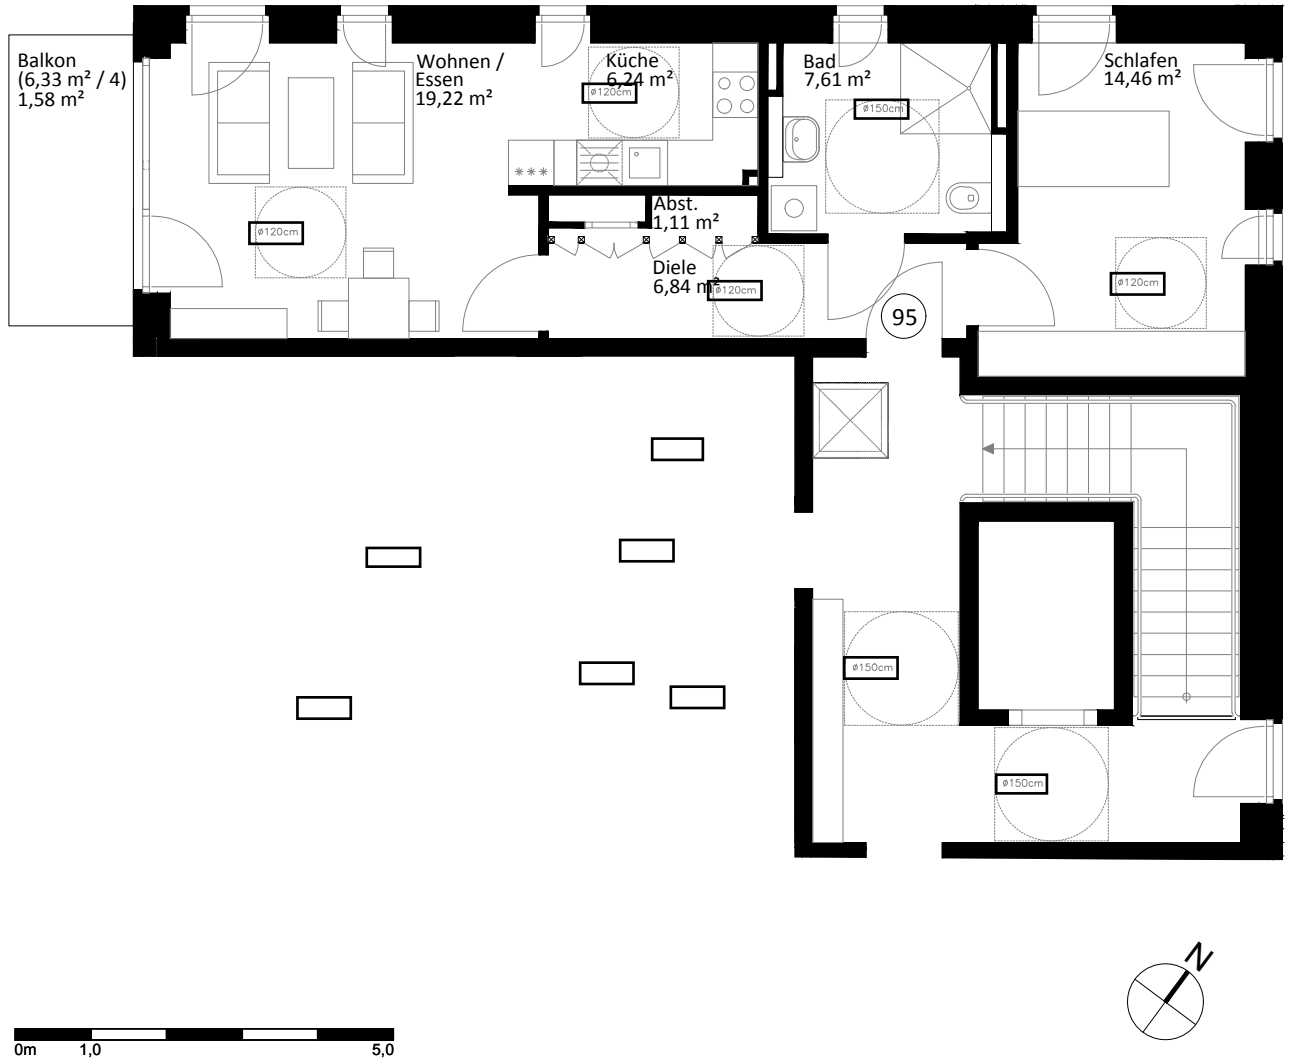 Balkon
(6,33 m² / 4)
1,58 m²
Wohnen /
Essen
19,22 m²
Küche
6,24 m²
ø120cm
Bad
7,61 m²
ø150cm
Schlafen
14,46 m²
ø120cm
Abst.
1,11 m²
Diele
6,84 m²
ø120cm
ø120cm
95
ø150cm
ø150cm
N
0m 1,0 5,0